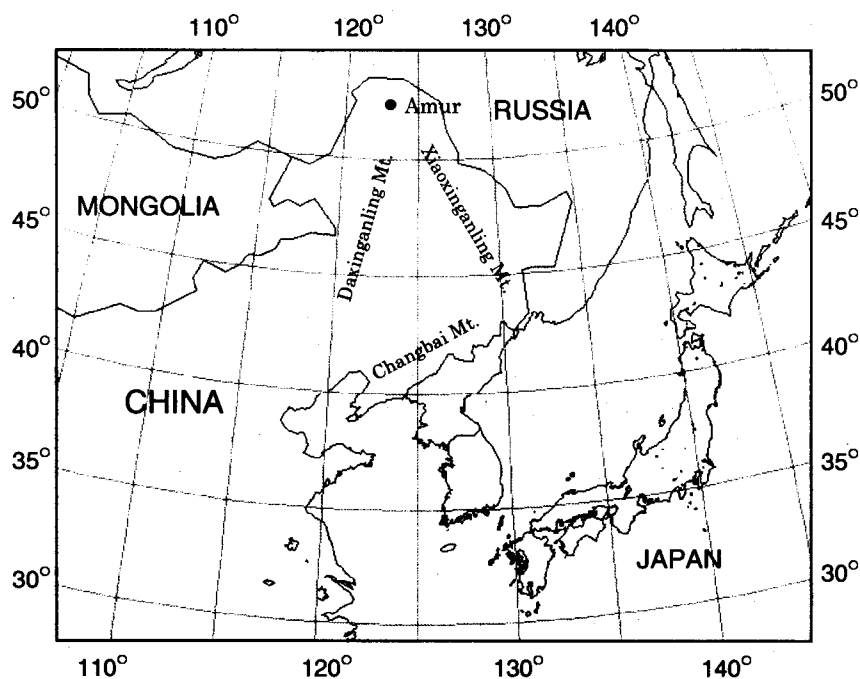 110° 120° 130° 140°
50° 50°
Amur RUSSIA
Daxinganling Mt.
Xiaoxinganling Mt.
MONGOLIA
45° 45°
Changbai Mt.
40° 40°
CHINA
35° 35°
JAPAN
30° 30°
110° 120° 130° 140°